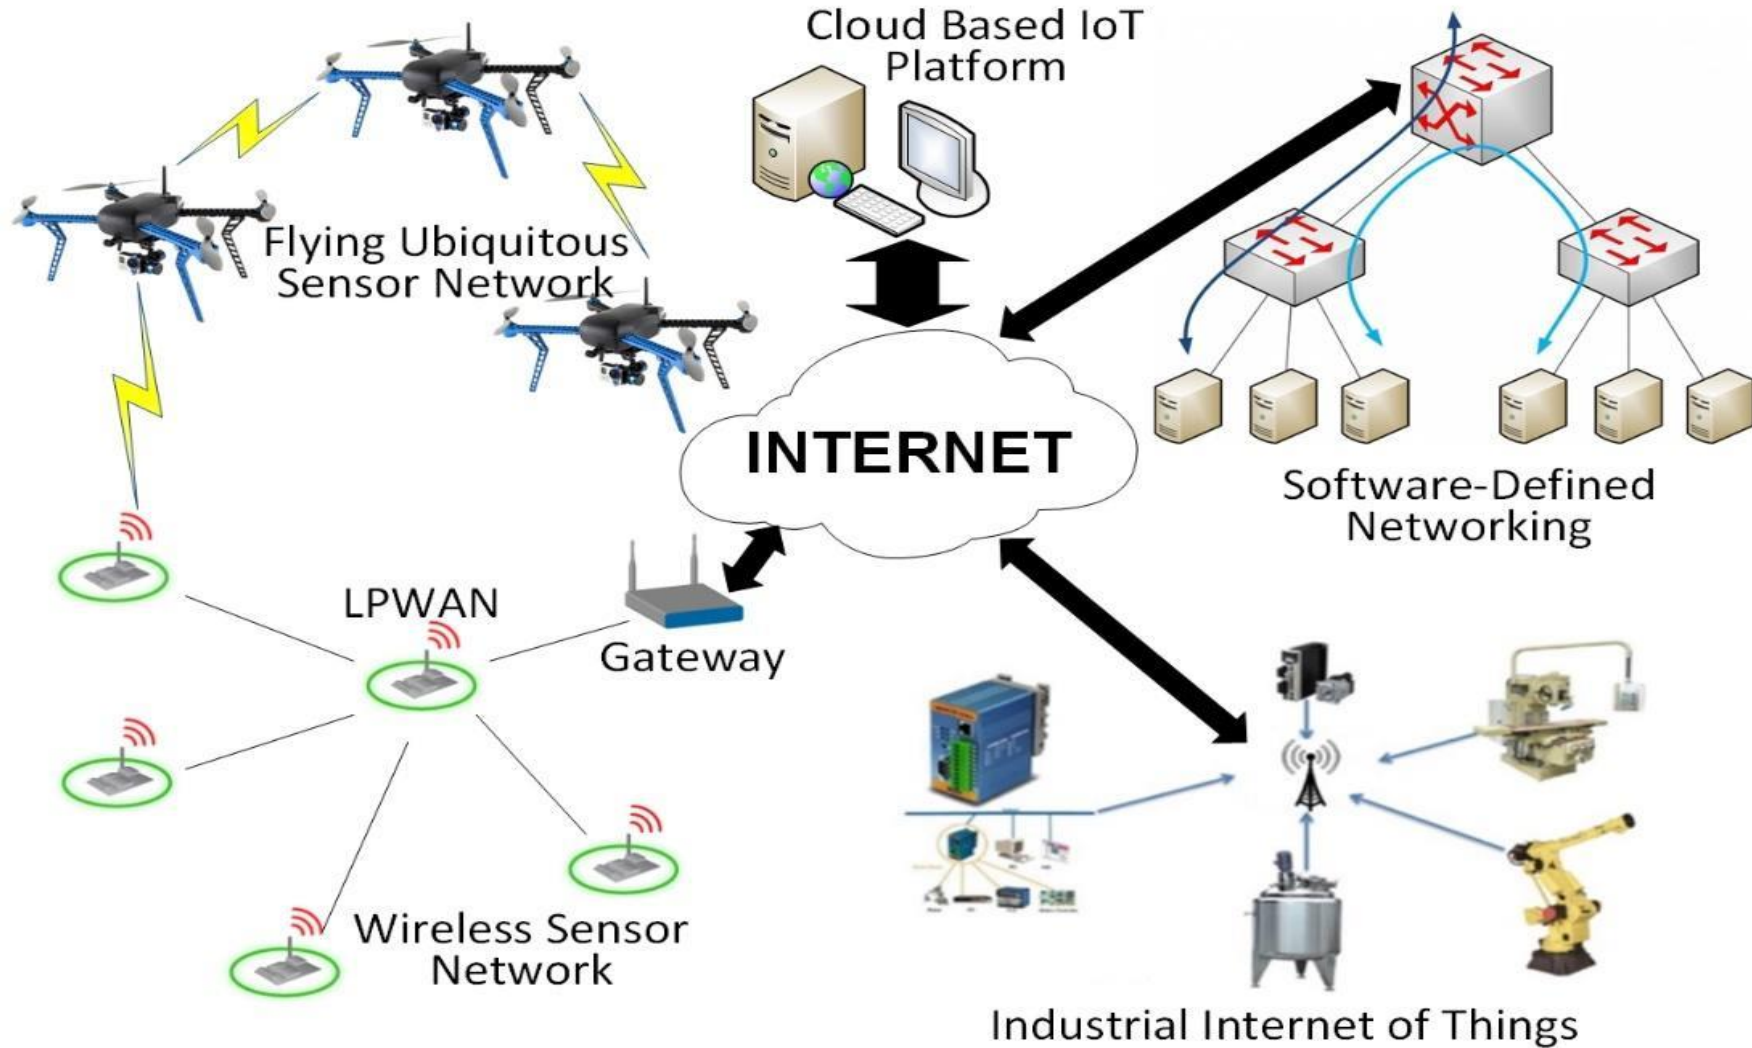 Cloud Based IoT
Platform
Flying Ubiquitous
Sensor Network
INTERNET
Software-Defined
Networking
LPWAN
Gateway
Wireless Sensor
Network
Industrial Internet of Things